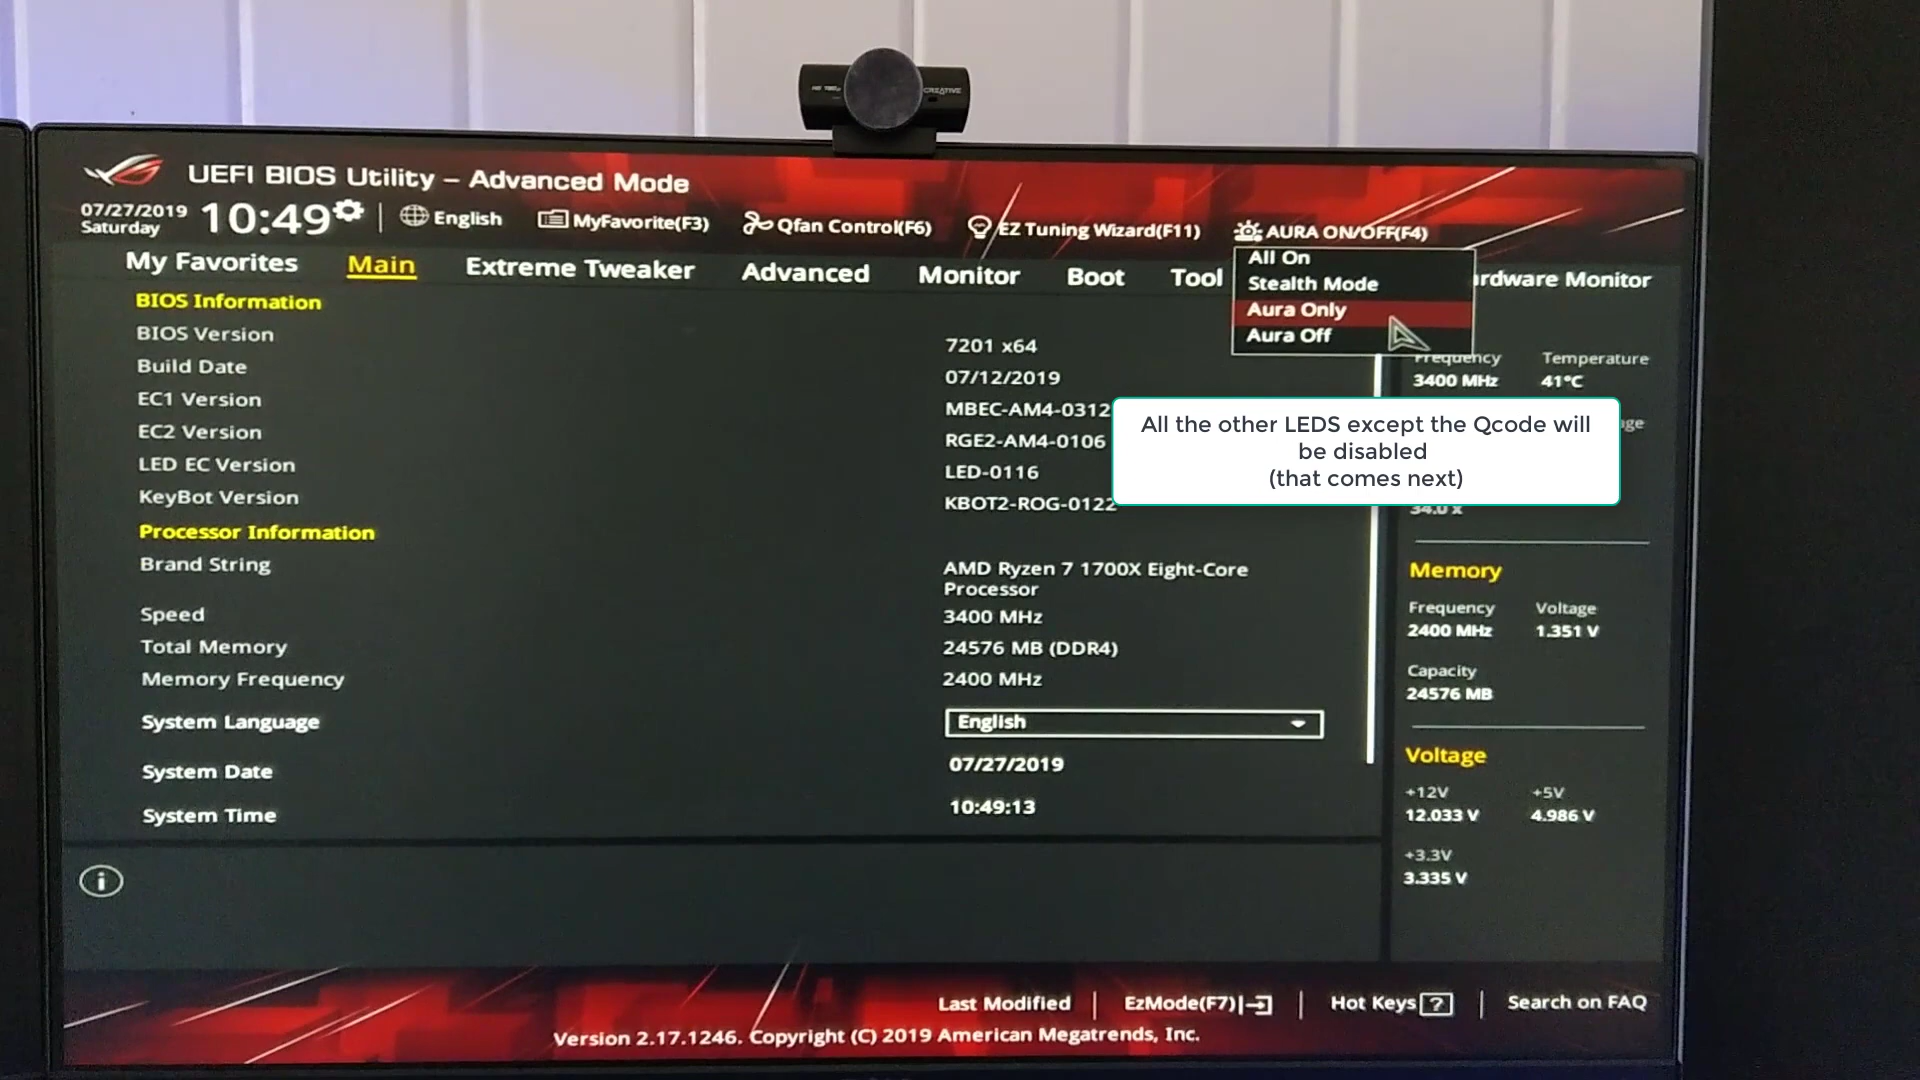 HD 1080p
CREATIVE
UEFI BIOS Utility – Advanced Mode
07/27/2019
Saturday
10:49
English
MyFavorite(F3)
Qfan Control(F6)
EZ Tuning Wizard(F11)
AURA ON/OFF(F4)
All On
Stealth Mode
Aura Only
Aura Off
My Favorites
Main
Extreme Tweaker
Advanced
Monitor
Boot
Tool
rdware Monitor
BIOS Information
BIOS Version
7201 x64
Build Date
07/12/2019
EC1 Version
MBEC-AM4-0312
EC2 Version
RGE2-AM4-0106
LED EC Version
LED-0116
KeyBot Version
KBOT2-ROG-0122
Processor Information
Brand String
AMD Ryzen 7 1700X Eight-Core
Processor
Speed
3400 MHz
Total Memory
24576 MB (DDR4)
Memory Frequency
2400 MHz
System Language
English
System Date
07/27/2019
System Time
10:49:13
Frequency
Temperature
3400 MHz
41°C
All the other LEDS except the Qcode will
be disabled
(that comes next)
34.0 x
Memory
Frequency
Voltage
2400 MHz
1.351 V
Capacity
24576 MB
Voltage
+12V
+5V
12.033 V
4.986 V
+3.3V
3.335 V
Last Modified
EzMode(F7)
Hot Keys ?
Search on FAQ
Version 2.17.1246. Copyright (C) 2019 American Megatrends, Inc.